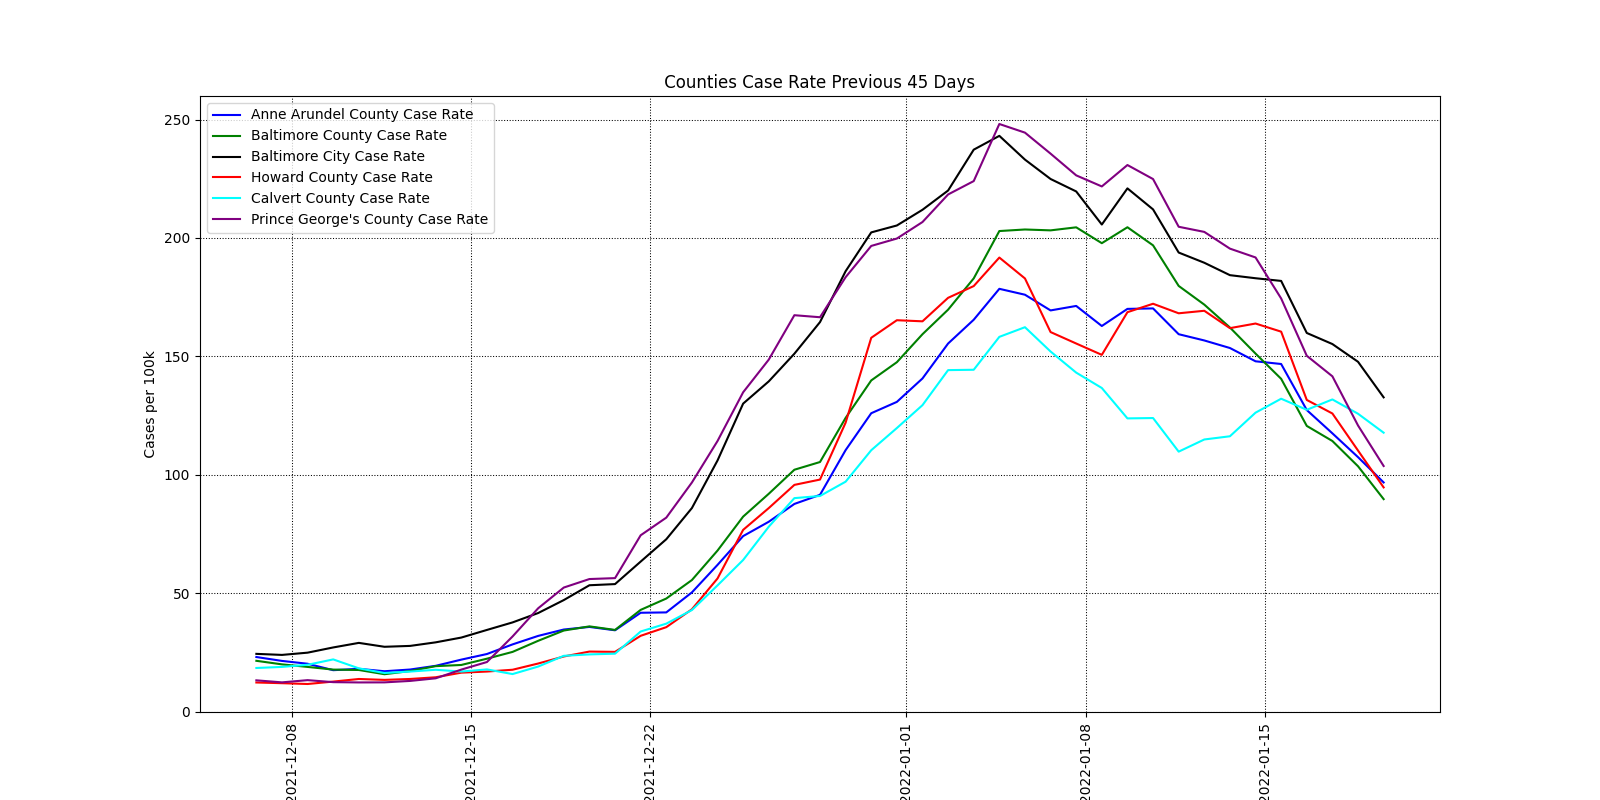 Counties Case Rate Previous 45 Days
Anne Arundel County Case Rate
Baltimore County Case Rate
Baltimore City Case Rate
Howard County Case Rate
Calvert County Case Rate
Prince George's County Case Rate
Cases per 100k
250
200
150
100
50
0
2021-12-08
2021-12-15
2021-12-22
2022-01-01
2022-01-08
2022-01-15